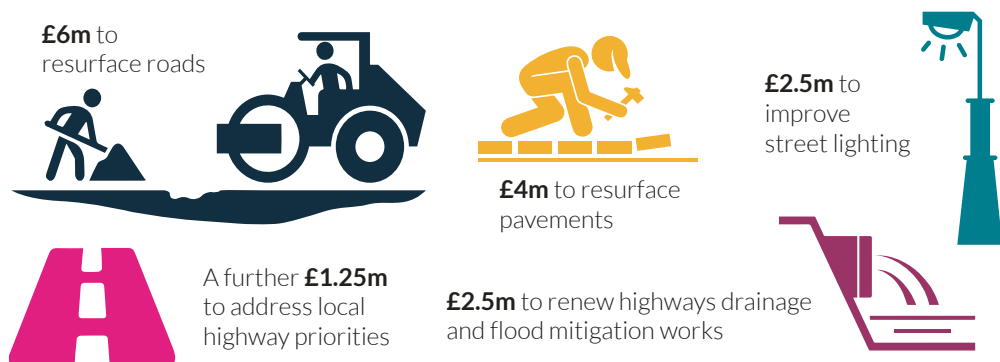 £6m to
resurface roads
£4m to resurface
pavements
£2.5m to
improve
street lighting
A further £1.25m
to address local
highway priorities
£2.5m to renew highways drainage
and flood mitigation works